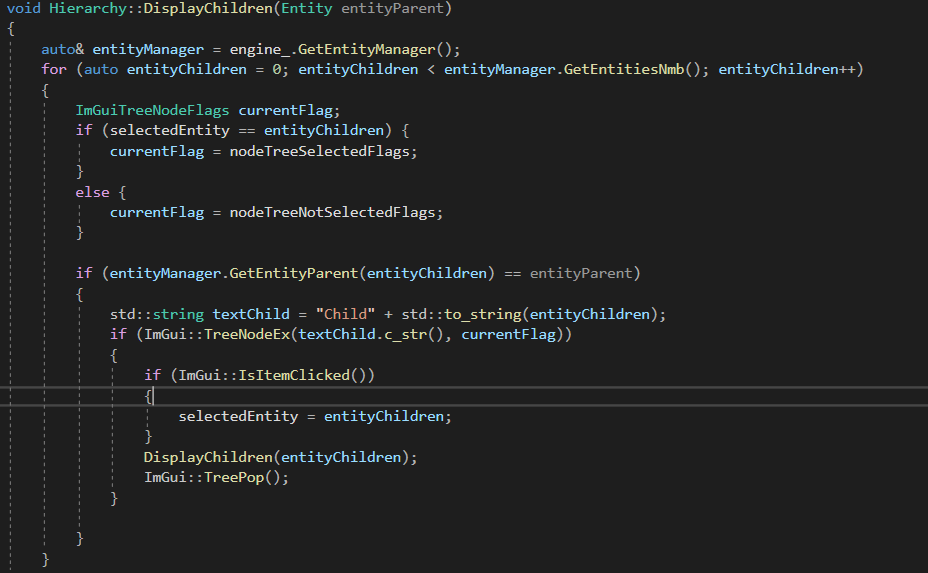 void Hierarchy::DisplayChildren(Entity entityParent)
{
auto& entityManager = engine_.GetEntityManager();
for (auto entityChildren = 0; entityChildren < entityManager.GetEntitiesNmb(); entityChildren++)
{
ImGuiTreeNodeFlags currentFlag;
if (selectedEntity == entityChildren) {
currentFlag = nodeTreeSelectedFlags;
}
else {
currentFlag = nodeTreeNotSelectedFlags;
}
if (entityManager.GetEntityParent(entityChildren) == entityParent)
{
std::string textChild = "Child" + std::to_string(entityChildren);
if (ImGui::TreeNodeEx(textChild.c_str(), currentFlag))
{
if (ImGui::IsItemClicked())
{
selectedEntity = entityChildren;
}
DisplayChildren(entityChildren);
ImGui::TreePop();
}
}
}